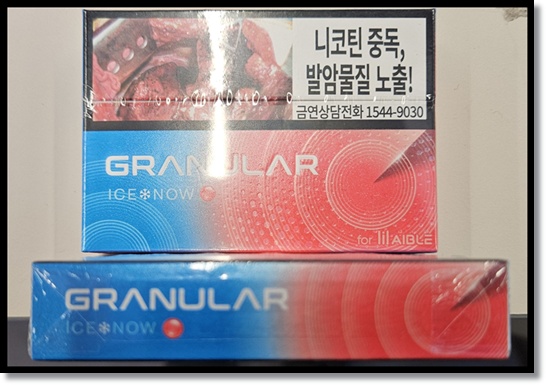 니코틴 중독,
발암물질 노출!
금연상담전화 1544-9030
GRANULAR
ICE❄NOW
for lil AIBLE
GRANULAR
ICE❄NOW